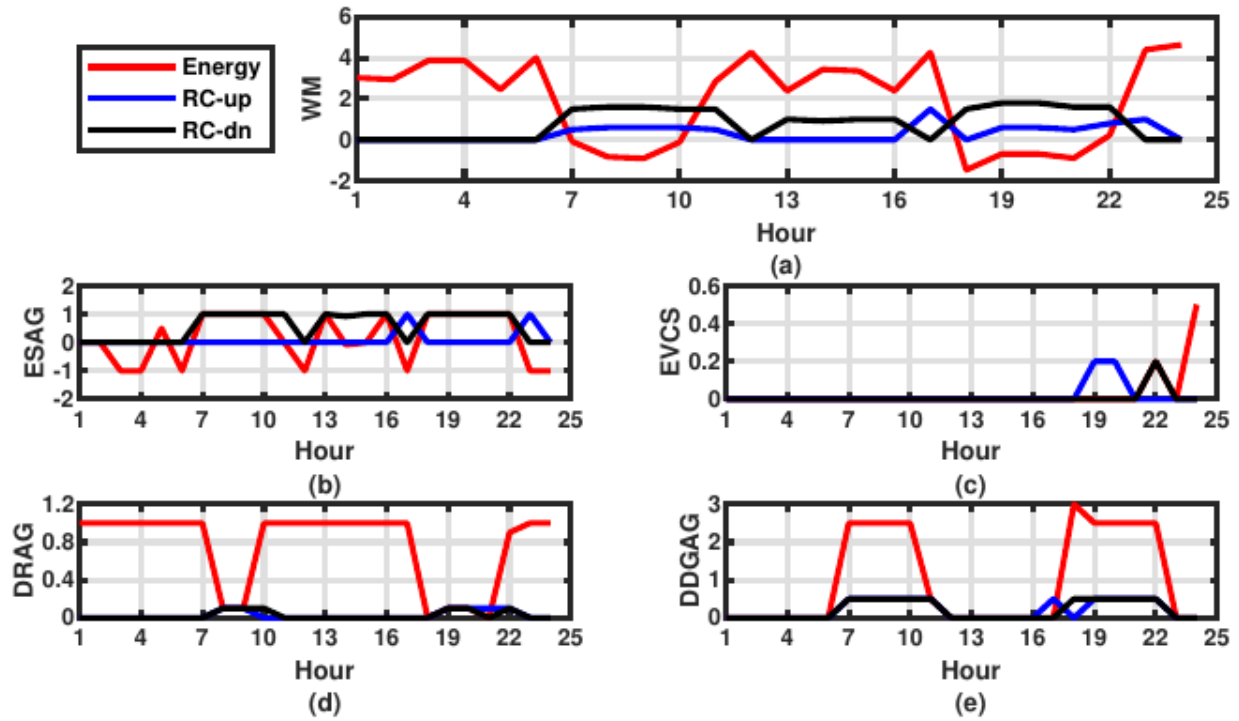 Energy
RC-up
RC-dn
WM
6
4
2
0
-2
1 4 7 10 13 16 19 22 25
Hour
(a)
ESAG
2
1
0
-1
-2
1 4 7 10 13 16 19 22 25
Hour
(b)
EVCS
0.6
0.4
0.2
0
1 4 7 10 13 16 19 22 25
Hour
(c)
DRAG
1.2
0.8
0.4
0
1 4 7 10 13 16 19 22 25
Hour
(d)
DDGAG
3
2
1
0
1 4 7 10 13 16 19 22 25
Hour
(e)